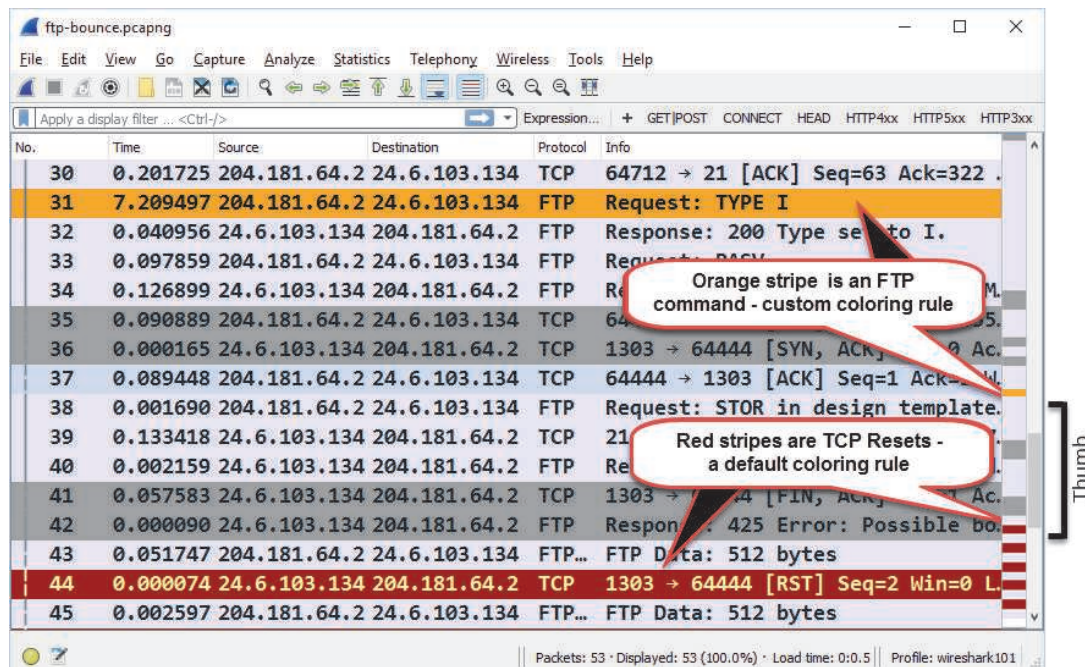 ftp-bounce.pcapng
File Edit View Go Capture Analyze Statistics Telephony Wireless Tools Help
Apply a display filter ... <Ctrl-/> Expression... + GET|POST CONNECT HEAD HTTP4xx HTTP5xx HTTP3xx
No. Time Source Destination Protocol Info
30 0.201725 204.181.64.2 24.6.103.134 TCP 64712 → 21 [ACK] Seq=63 Ack=322 .
31 7.209497 204.181.64.2 24.6.103.134 FTP Request: TYPE I
32 0.040956 24.6.103.134 204.181.64.2 FTP Response: 200 Type set to I.
33 0.097859 204.181.64.2 24.6.103.134 FTP
34 0.126899 24.6.103.134 204.181.64.2 FTP
Orange stripe is an FTP
command - custom coloring rule
35 0.090889 204.181.64.2 24.6.103.134 TCP
36 0.000165 24.6.103.134 204.181.64.2 TCP 1303 → 64444 [SYN, ACK] 0 Ac.
37 0.089448 204.181.64.2 24.6.103.134 TCP 64444 → 1303 [ACK] Seq=1
38 0.001690 204.181.64.2 24.6.103.134 FTP Request: STOR in design template.
39 0.133418 24.6.103.134 204.181.64.2 TCP 21
40 0.002159 24.6.103.134 204.181.64.2 FTP
Red stripes are TCP Resets -
a default coloring rule
41 0.057583 24.6.103.134 204.181.64.2 TCP 1303 → [FIN, ACK] Ac.
42 0.000090 24.6.103.134 204.181.64.2 FTP 425 Error: Possible bo.
43 0.051747 204.181.64.2 24.6.103.134 FTP… FTP Data: 512 bytes
44 0.000074 24.6.103.134 204.181.64.2 TCP 1303 → 64444 [RST] Seq=2 Win=0 L.
45 0.002597 204.181.64.2 24.6.103.134 FTP… FTP Data: 512 bytes
Thumb
Packets: 53 · Displayed: 53 (100.0%) · Load time: 0:0.5 Profile: wireshark101